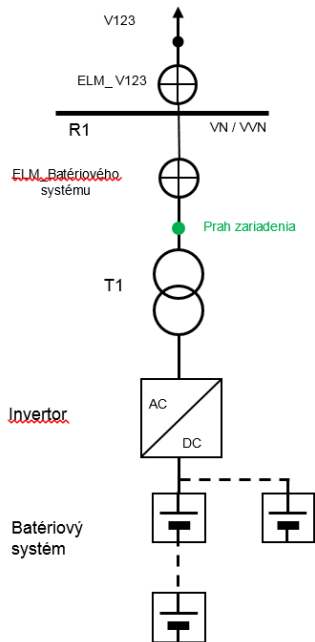 V123
ELM_ V123
R1
VN / VVN
ELM_Batériového
systému
Prah zariadenia
T1
AC
DC
Invertor
Batériový
systém